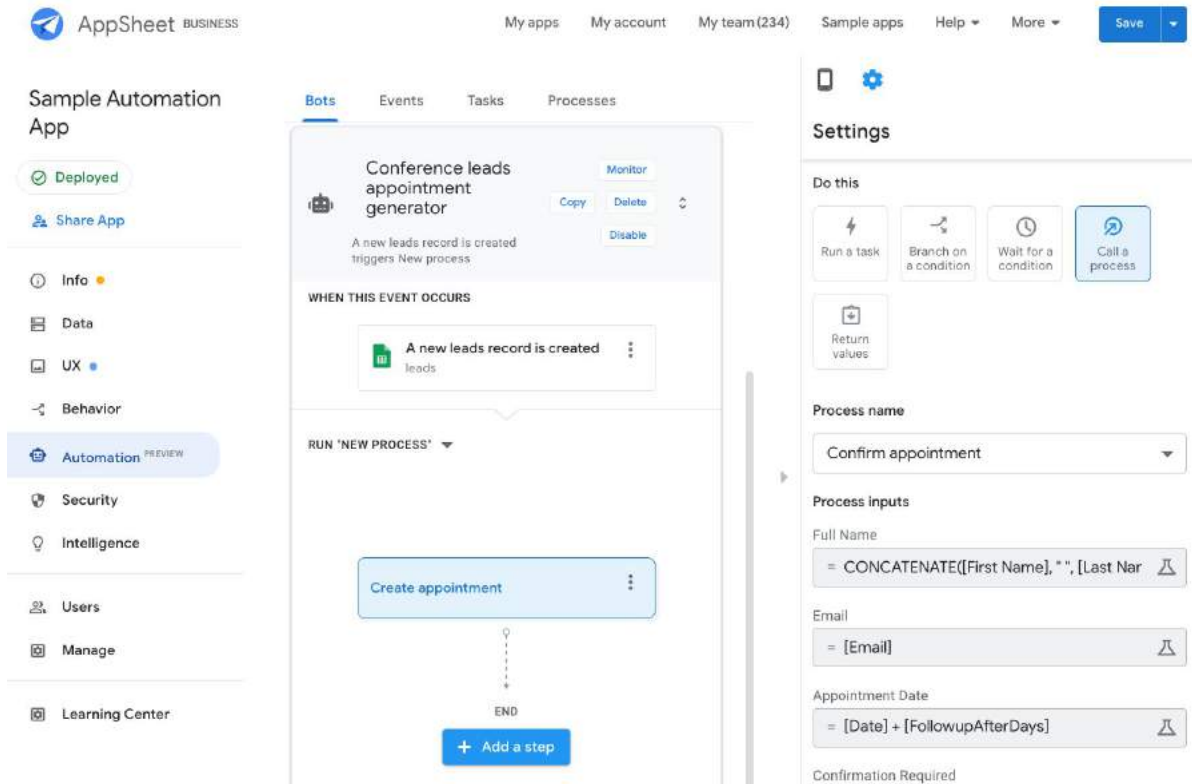 AppSheet BUSINESS
My apps
My account
My team (234)
Sample apps
Help
More
Save
Sample Automation
App
Deployed
Share App
Info
Data
UX
Behavior
Automation PREVIEW
Security
Intelligence
Users
Manage
Learning Center
Bots
Events
Tasks
Processes
Conference leads
appointment
generator
A new leads record is created
triggers New process
Monitor
Copy
Delete
Disable
WHEN THIS EVENT OCCURS
A new leads record is created
leads
RUN 'NEW PROCESS'
Create appointment
END
+ Add a step
Settings
Do this
Run a task
Branch on
a condition
Wait for a
condition
Call a
process
Return
values
Process name
Confirm appointment
Process inputs
Full Name
= CONCATENATE([First Name], " ", [Last Nar
Email
= [Email]
Appointment Date
= [Date] + [FollowupAfterDays]
Confirmation Required